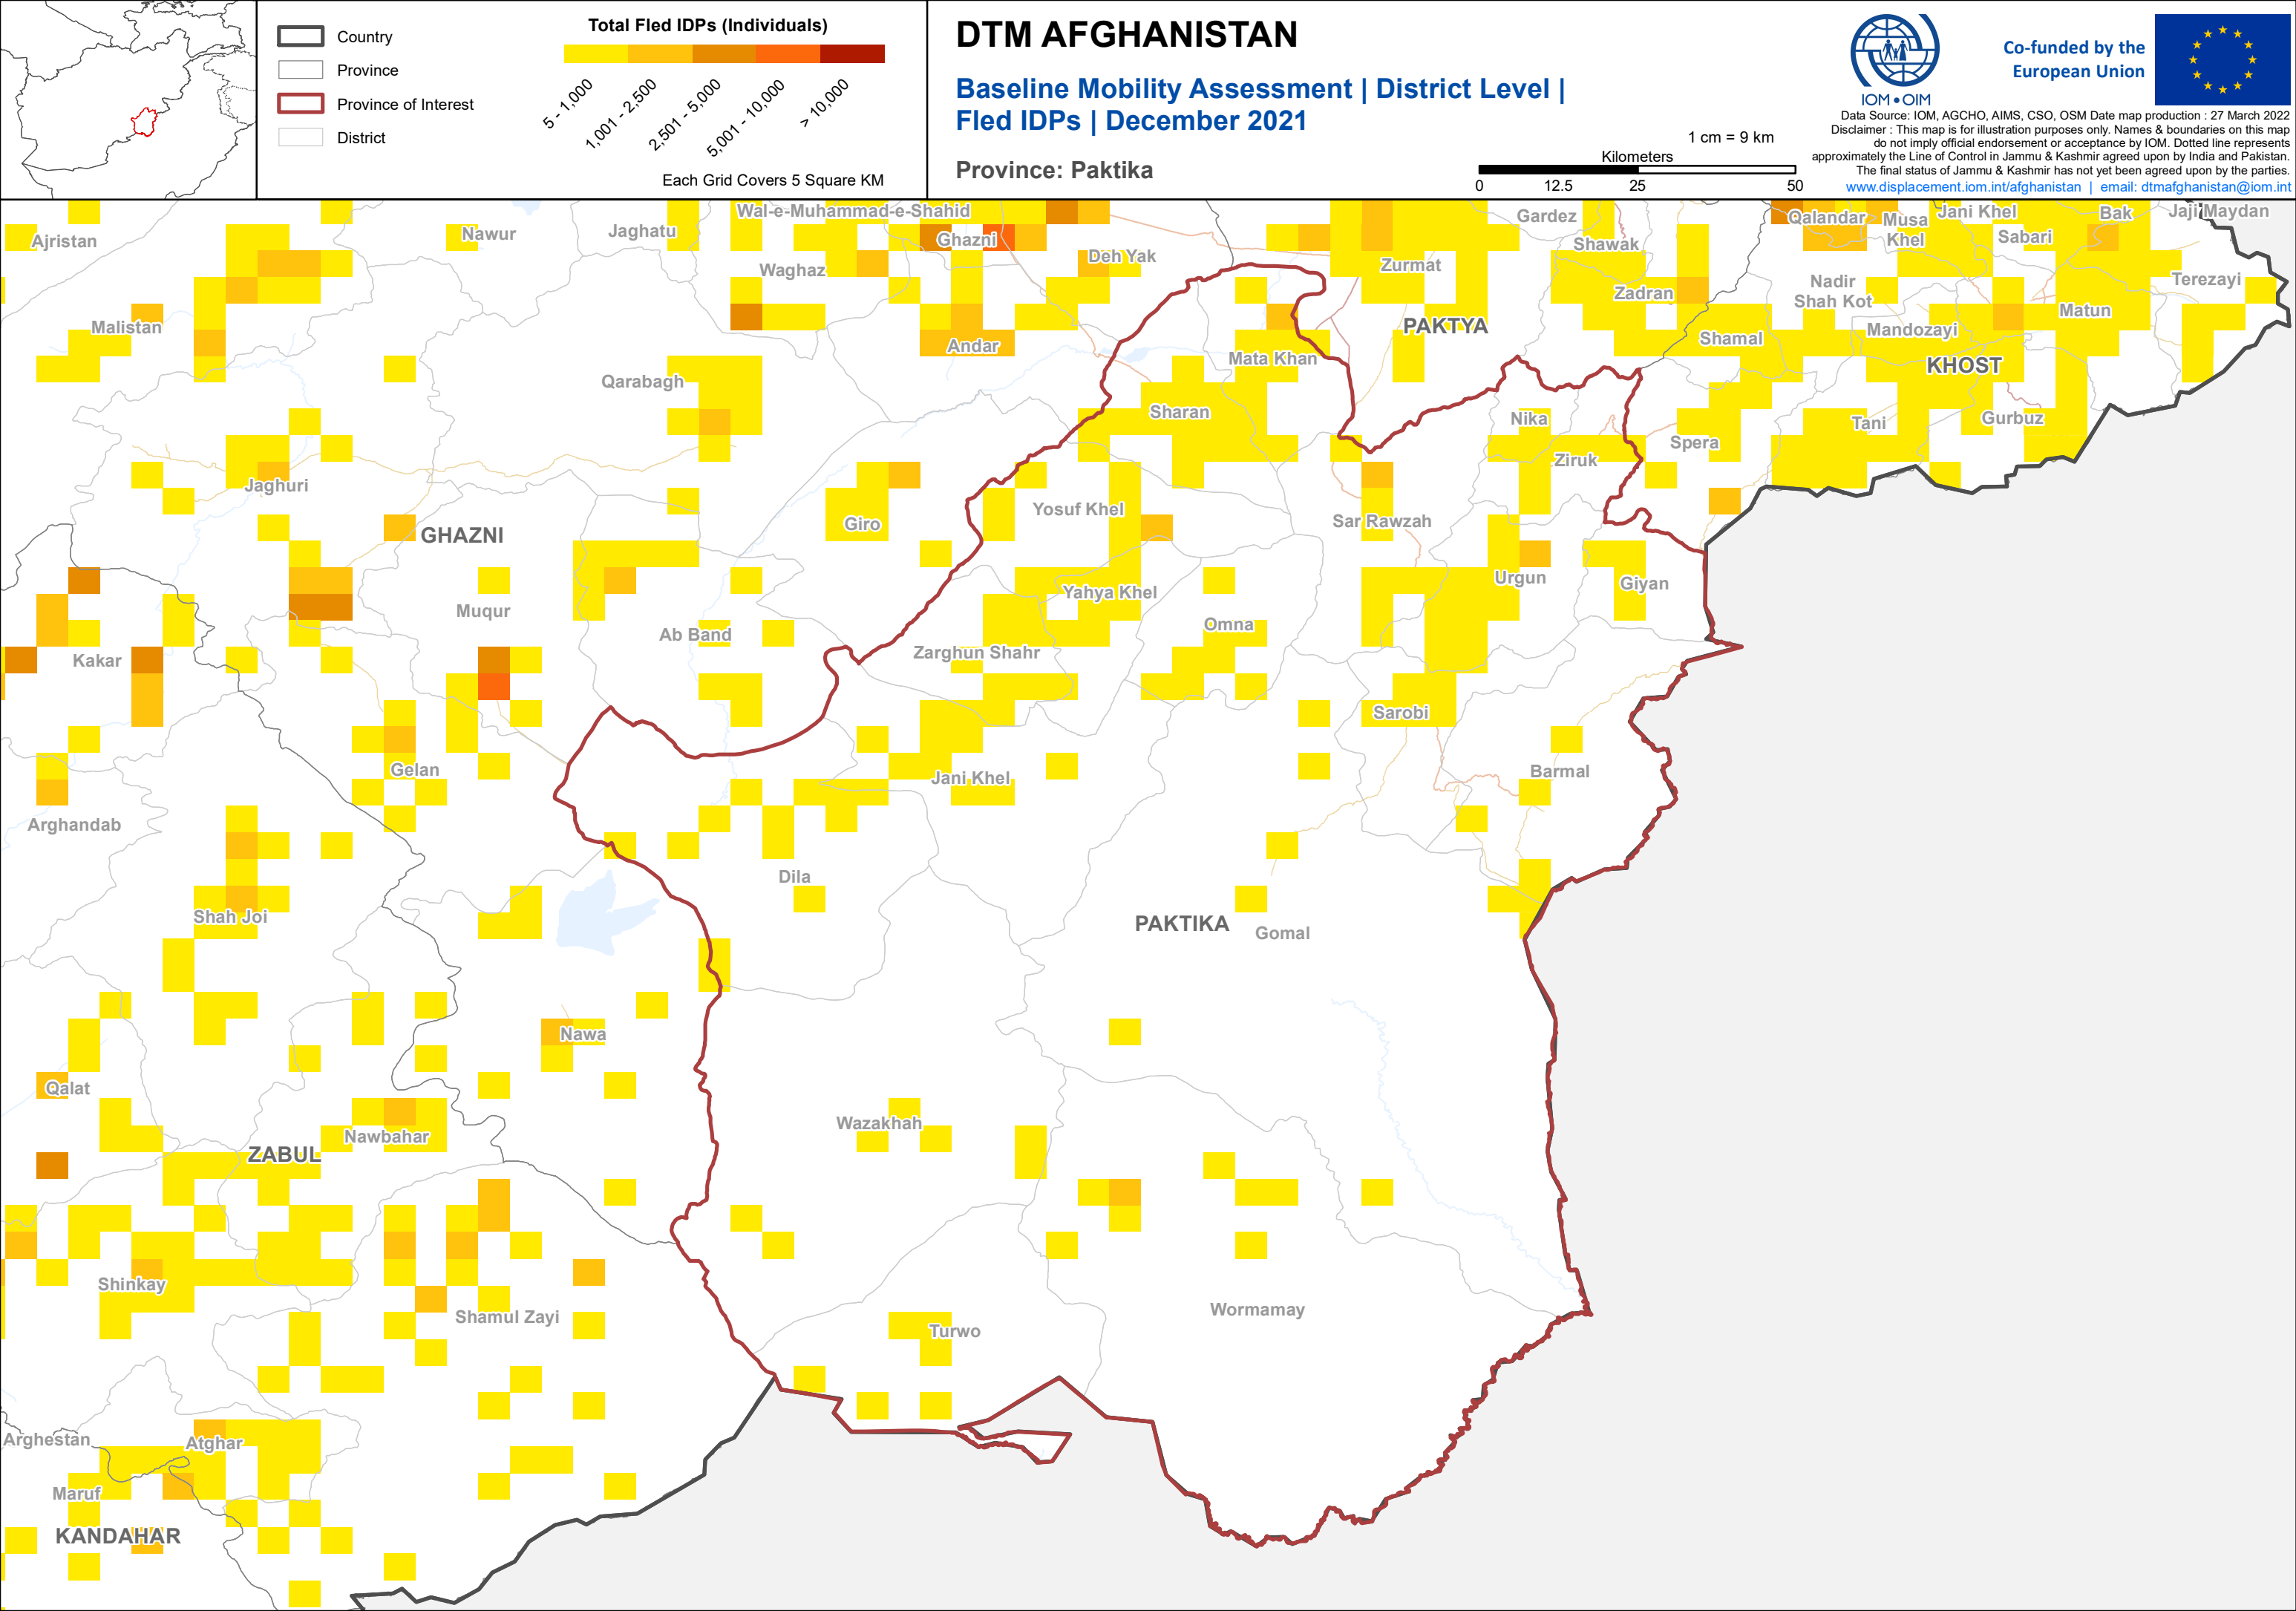 Country
Province
Province of Interest
District
Total Fled IDPs (Individuals)
5 - 1,000
1,001 - 2,500
2,501 - 5,000
5,001 - 10,000
> 10,000
Each Grid Covers 5 Square KM
DTM AFGHANISTAN
Baseline Mobility Assessment | District Level |
Fled IDPs | December 2021
Province: Paktika
1 cm = 9 km
Kilometers
0 12.5 25 50
IOM • OIM
Co-funded by the
European Union
Data Source: IOM, AGCHO, AIMS, CSO, OSM Date map production : 27 March 2022
Disclaimer : This map is for illustration purposes only. Names & boundaries on this map
do not imply official endorsement or acceptance by IOM. Dotted line represents
approximately the Line of Control in Jammu & Kashmir agreed upon by India and Pakistan.
The final status of Jammu & Kashmir has not yet been agreed upon by the parties.
www.displacement.iom.int/afghanistan | email: dtmafghanistan@iom.int
Ajristan
Nawur
Jaghatu
Wal-e-Muhammad-e-Shahid
Ghazni
Deh Yak
Waghaz
Gardez
Shawak
Zurmat
Zadran
Qalandar
Musa
Khel
Jani Khel
Sabari
Bak
Jaji Maydan
Terezayi
Nadir
Shah Kot
Matun
Malistan
Andar
PAKTYA
Mata Khan
Shamal
Mandozayi
KHOST
Qarabagh
Sharan
Nika
Spera
Tani
Gurbuz
Ziruk
Jaghuri
GHAZNI
Giro
Yosuf Khel
Sar Rawzah
Urgun
Giyan
Muqur
Yahya Khel
Omna
Ab Band
Zarghun Shahr
Kakar
Sarobi
Gelan
Jani Khel
Barmal
Arghandab
Dila
Shah Joi
PAKTIKA
Gomal
Nawa
Qalat
Nawbahar
Wazakhah
ZABUL
Shinkay
Shamul Zayi
Turwo
Wormamay
Arghestan
Atghar
Maruf
KANDAHAR